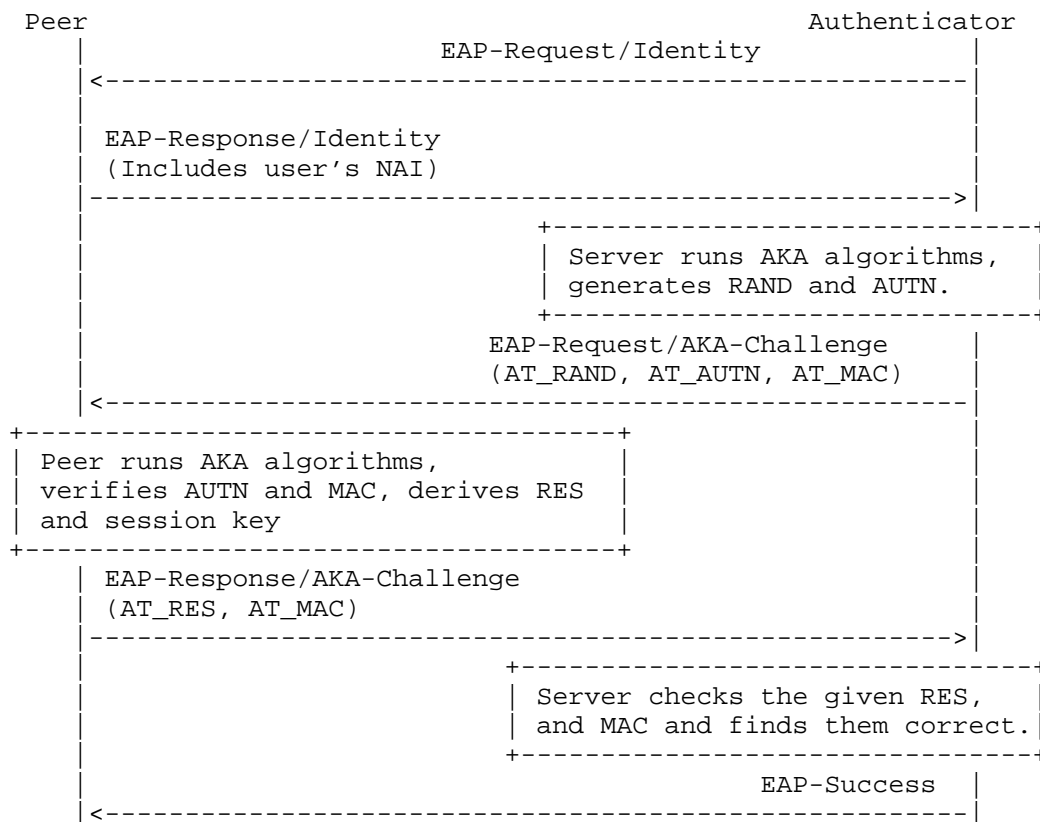 Peer Authenticator
EAP-Request/Identity
EAP-Response/Identity
(Includes user's NAI)
Server runs AKA algorithms,
generates RAND and AUTN.
EAP-Request/AKA-Challenge
(AT_RAND, AT_AUTN, AT_MAC)
Peer runs AKA algorithms,
verifies AUTN and MAC, derives RES
and session key
EAP-Response/AKA-Challenge
(AT_RES, AT_MAC)
Server checks the given RES,
and MAC and finds them correct.
EAP-Success